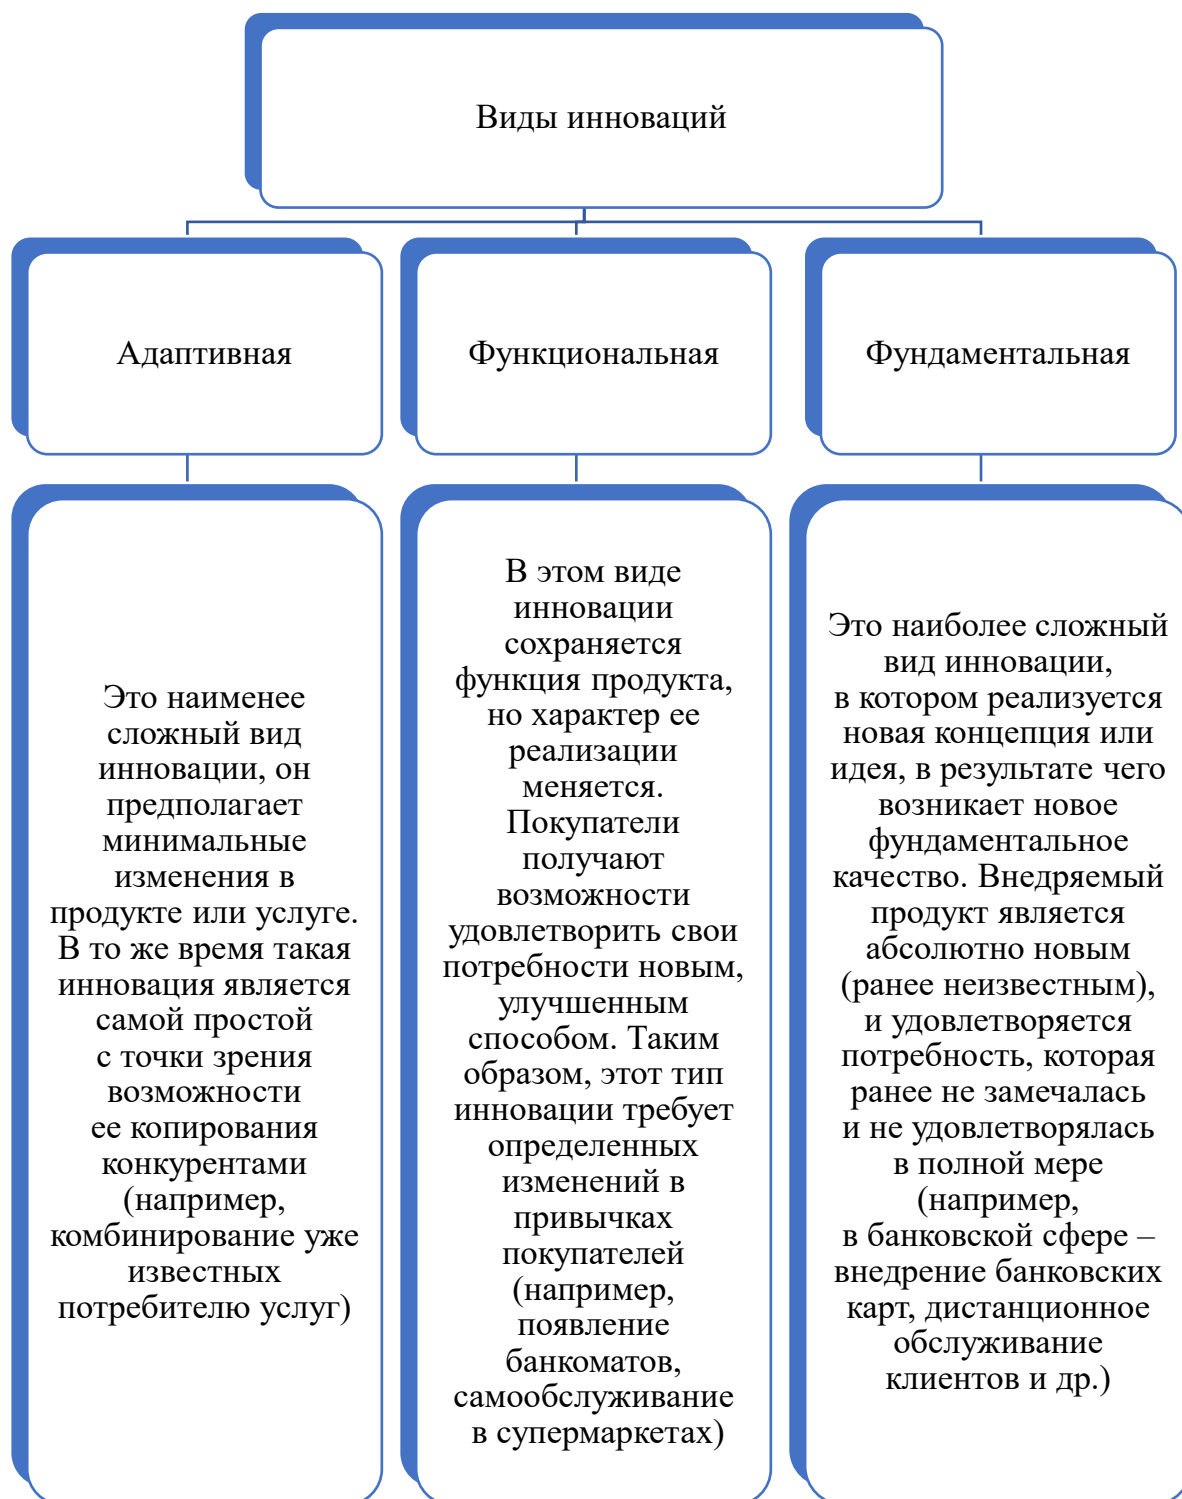 Виды инноваций
Адаптивная
Функциональная
Фундаментальная
Это наименее
сложный вид
инновации, он
предполагает
минимальные
изменения в
продукте или услуге.
В то же время такая
инновация является
самой простой
с точки зрения
возможности
ее копирования
конкурентами
(например,
комбинирование уже
известных
потребителю услуг)
В этом виде
инновации
сохраняется
функция продукта,
но характер ее
реализации
меняется.
Покупатели
получают
возможности
удовлетворить свои
потребности новым,
улучшенным
способом. Таким
образом, этот тип
инновации требует
определенных
изменений в
привычках
покупателей
(например,
появление
банкоматов,
самообслуживание
в супермаркетах)
Это наиболее сложный
вид инновации,
в котором реализуется
новая концепция или
идея, в результате чего
возникает новое
фундаментальное
качество. Внедряемый
продукт является
абсолютно новым
(ранее неизвестным),
и удовлетворяется
потребность, которая
ранее не замечалась
и не удовлетворялась
в полной мере
(например,
в банковской сфере –
внедрение банковских
карт, дистанционное
обслуживание
клиентов и др.)